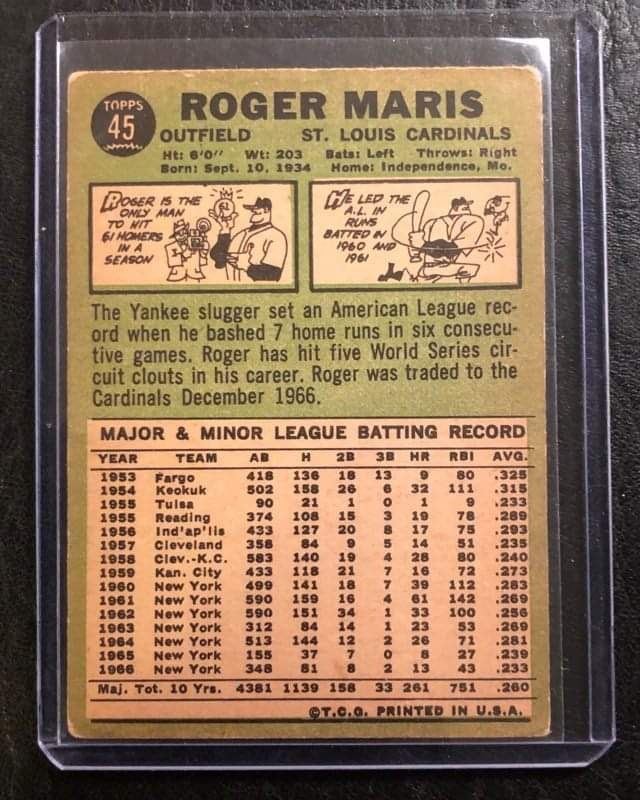 TOPPS
45
ROGER MARIS
OUTFIELD ST. LOUIS CARDINALS
Ht: 6'0" Wt: 203 Bats: Left Throws: Right
Born: Sept. 10, 1934 Home: Independence, Mo.
ROGER IS THE
ONLY MAN
TO HIT
61 HOMERS
IN A
SEASON
61
HE LED THE
A.L. IN
RUNS
BATTED IN
1960 AND
1961
The Yankee slugger set an American League rec-
ord when he bashed 7 home runs in six consecu-
tive games. Roger has hit five World Series cir-
cuit clouts in his career. Roger was traded to the
Cardinals December 1966.
MAJOR & MINOR LEAGUE BATTING RECORD
YEAR TEAM AB H 2B 3B HR RBI AVG.
1953 Fargo 418 136 18 13 9 80 .325
1954 Keokuk 502 158 26 6 32 111 .315
1955 Tulsa 90 21 1 0 1 9 .233
1955 Reading 374 108 15 3 19 78 .289
1956 Ind'ap'lis 433 127 20 8 17 75 .293
1957 Cleveland 358 84 9 5 14 51 .235
1958 Clev.-K.C. 583 140 19 4 28 80 .240
1959 Kan. City 433 118 21 7 16 72 .273
1960 New York 499 141 18 7 39 112 .283
1961 New York 590 159 16 4 61 142 .269
1962 New York 590 151 34 1 33 100 .256
1963 New York 312 84 14 1 23 53 .269
1964 New York 513 144 12 2 26 71 .281
1965 New York 155 37 7 0 8 27 .239
1966 New York 348 81 8 2 13 43 .233
Maj. Tot. 10 Yrs. 4381 1139 158 33 261 751 .260
©T.C.G. PRINTED IN U.S.A.